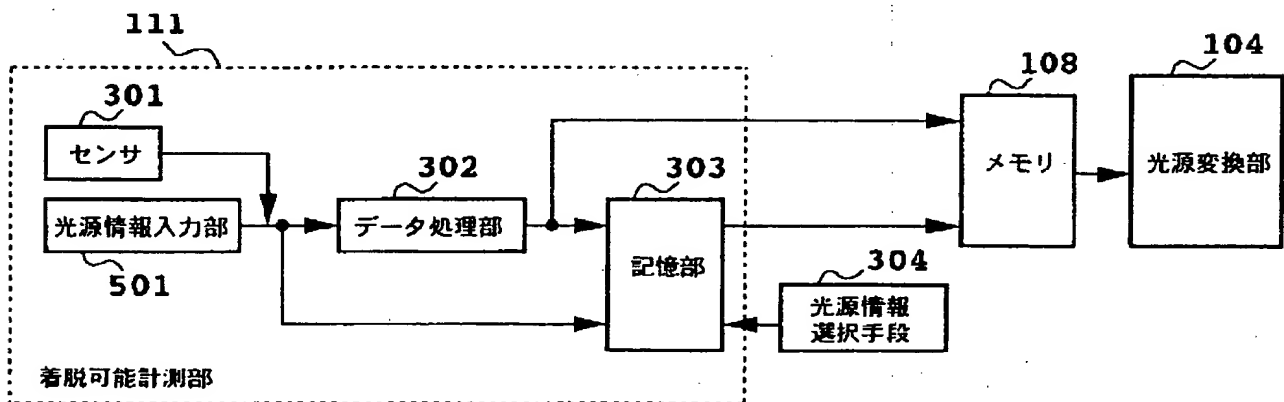 111
301
センサ
光源情報入力部
501
302
データ処理部
303
記憶部
304
光源情報
選択手段
108
メモリ
104
光源変換部
着脱可能計測部